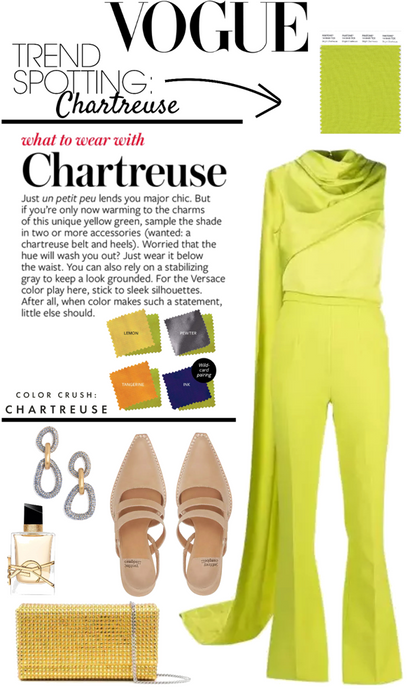 VOGUE
TREND
SPOTTING:
Chartreuse
what to wear with
Chartreuse
Just un petit peu lends you major chic. But
if you're only now warming to the charms
of this unique yellow green, sample the shade
in two or more accessories (wanted: a
chartreuse belt and heels). Worried that the
hue will wash you out? Just wear it below
the waist. You can also rely on a stabilizing
gray to keep a look grounded. For the Versace
color play here, stick to sleek silhouettes.
After all, when color makes such a statement,
little else should.
LEMON
PEWTER
TANGERINE
INK
wild-
card
pairing
COLOR CRUSH:
CHARTREUSE
YSL